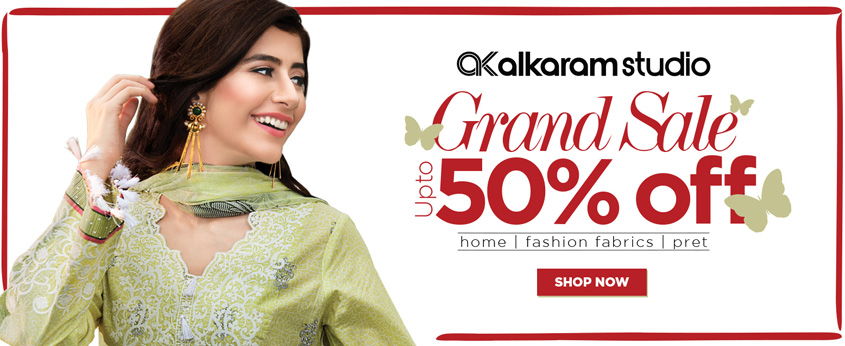 alkaram studio
Grand Sale
Upto
50% off
home | fashion fabrics | pret
SHOP NOW